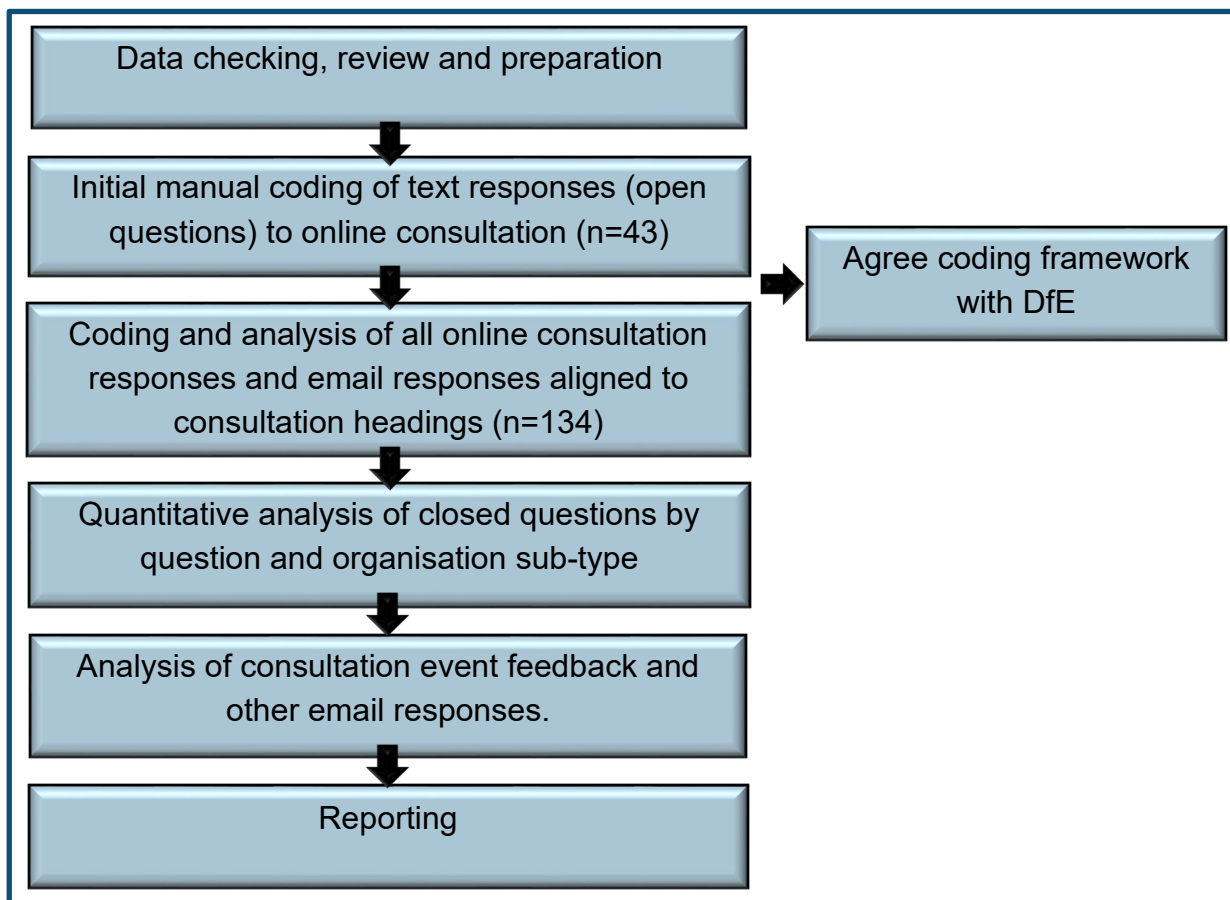 Data checking, review and preparation
Initial manual coding of text responses (open
questions) to online consultation (n=43)
Agree coding framework
with DfE
Coding and analysis of all online consultation
responses and email responses aligned to
consultation headings (n=134)
Quantitative analysis of closed questions by
question and organisation sub-type
Analysis of consultation event feedback and
other email responses.
Reporting